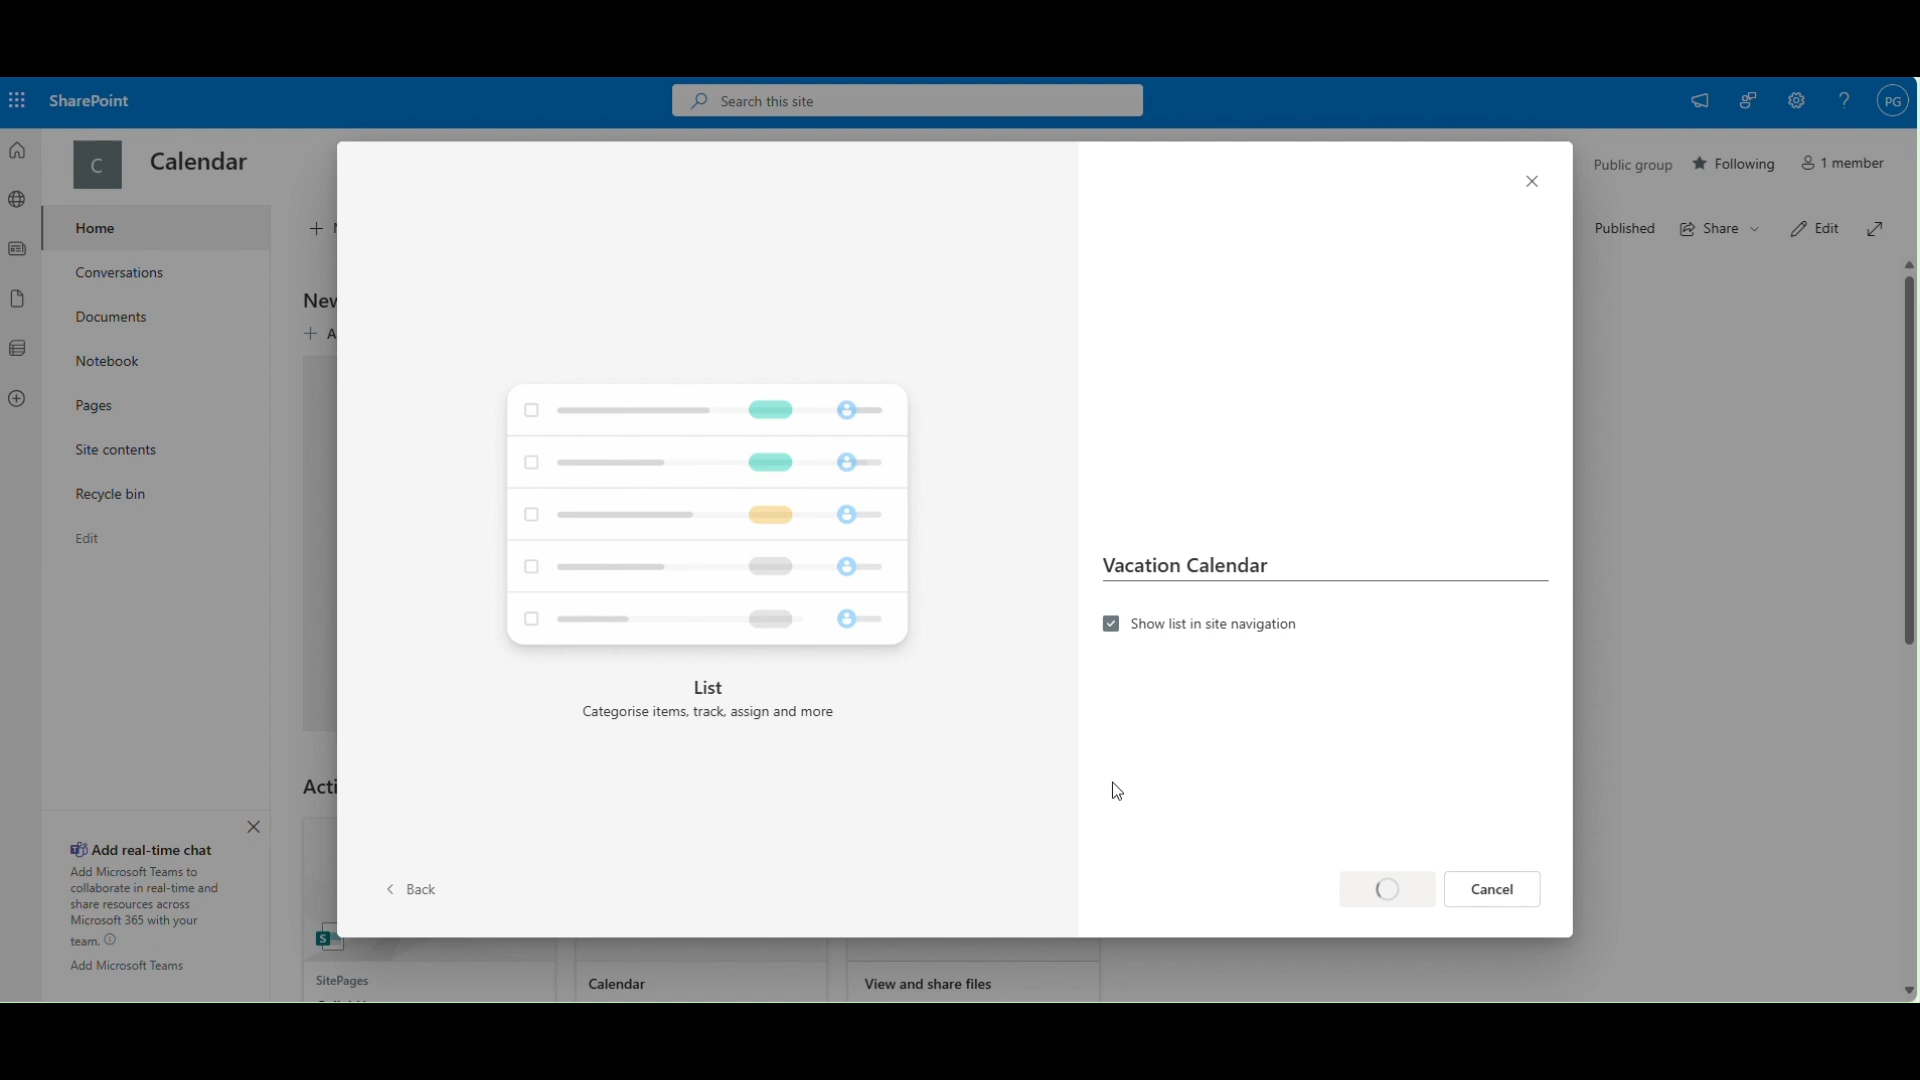 SharePoint
Search this site
PG
C
Calendar
Public group
Following
1 member
Home
Published
Share
Edit
Conversations
Documents
Notebook
Pages
Site contents
Recycle bin
Edit
Vacation Calendar
Show list in site navigation
List
Categorise items, track, assign and more
Back
Cancel
Add real-time chat
Add Microsoft Teams to
collaborate in real-time and
share resources across
Microsoft 365 with your
team.
Add Microsoft Teams
S
SitePages
Calendar
View and share files